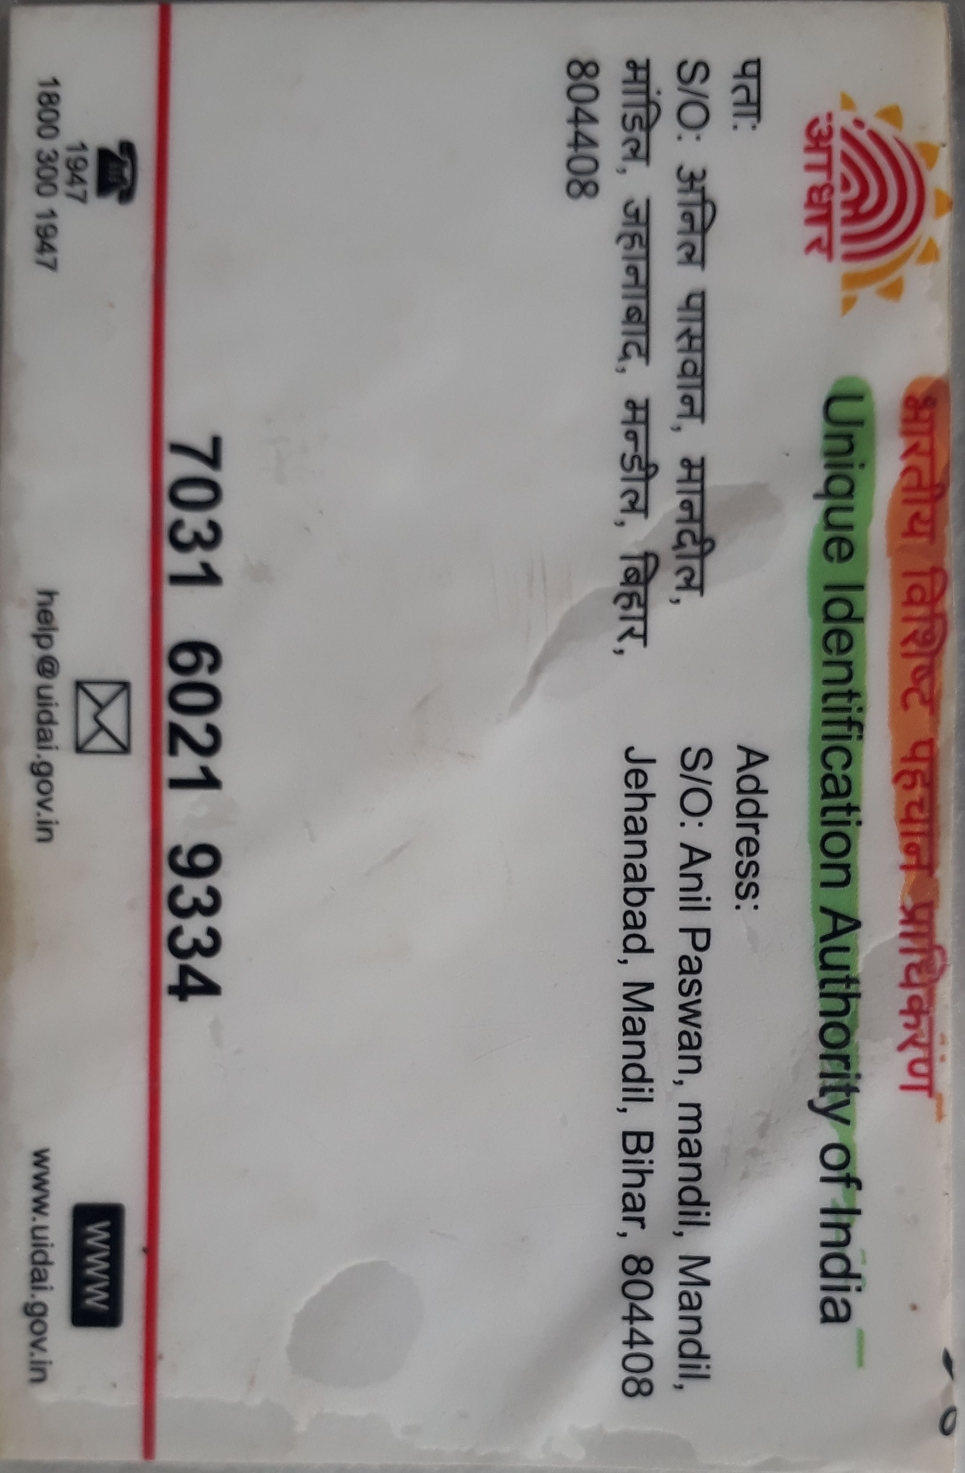 भारतीय विशिष्ट पहचान प्राधिकरण
Unique Identification Authority of India
आधार
पता:
S/O: अनिल पासवान, मानदील,
मांडिल, जहानाबाद, मन्डील, बिहार,
804408
Address:
S/O: Anil Paswan, mandil, Mandil,
Jehanabad, Mandil, Bihar, 804408
7031 6021 9334
1947
1800 300 1947
help@uidai.gov.in
WWW
www.uidai.gov.in